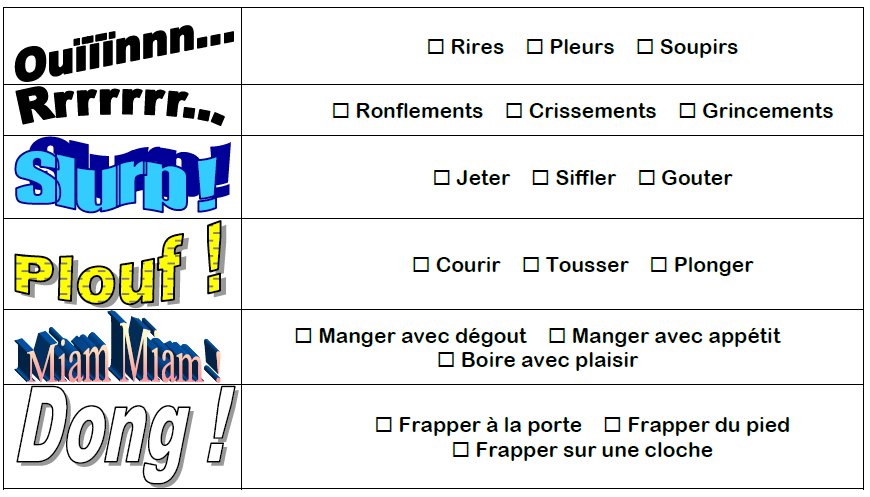 Ouïïïnnn...
☐ Rires ☐ Pleurs ☐ Soupirs
Rrrrrrr...
☐ Ronflements ☐ Crissements ☐ Grincements
Slurp !
☐ Jeter ☐ Siffler ☐ Gouter
Plouf !
☐ Courir ☐ Tousser ☐ Plonger
Miam Miam !
☐ Manger avec dégout ☐ Manger avec appétit
☐ Boire avec plaisir
Dong !
☐ Frapper à la porte ☐ Frapper du pied
☐ Frapper sur une cloche